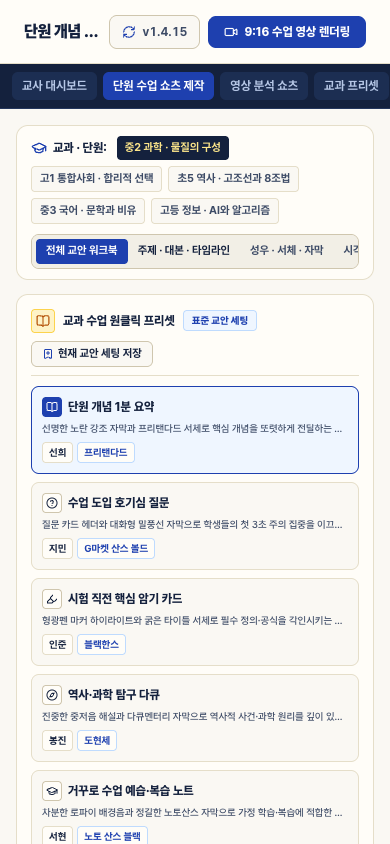 단원 개념 ...
v1.4.15
9:16 수업 영상 렌더링
교사 대시보드
단원 수업 쇼츠 제작
영상 분석 쇼츠
교과 프리셋
교과 · 단원:
중2 과학 · 물질의 구성
고1 통합사회 · 합리적 선택
초5 역사 · 고조선과 8조법
중3 국어 · 문학과 비유
고등 정보 · AI와 알고리즘
전체 교안 워크북
주제 · 대본 · 타임라인
성우 · 서체 · 자막
교과 수업 원클릭 프리셋
표준 교안 세팅
현재 교안 세팅 저장
단원 개념 1분 요약
선명한 노란 강조 자막과 프리탠다드 서체로 핵심 개념을 또렷하게 전달하는 ...
선희
프리탠다드
수업 도입 호기심 질문
질문 카드 헤더와 대화형 말풍선 자막으로 학생들의 첫 3초 주의 집중을 이끄...
지민
G마켓 산스 볼드
시험 직전 핵심 암기 카드
형광펜 마커 하이라이트와 굵은 타이틀 서체로 필수 정의·공식을 각인시키는 ...
인준
블랙한스
역사·과학 탐구 다큐
진중한 중저음 해설과 다큐멘터리 자막으로 역사적 사건·과학 원리를 깊이 있...
봉진
도현체
거꾸로 수업 예습·복습 노트
차분한 로파이 배경음과 정갈한 노토산스 자막으로 가정 학습·복습에 적합한 ...
서현
노토 산스 블랙